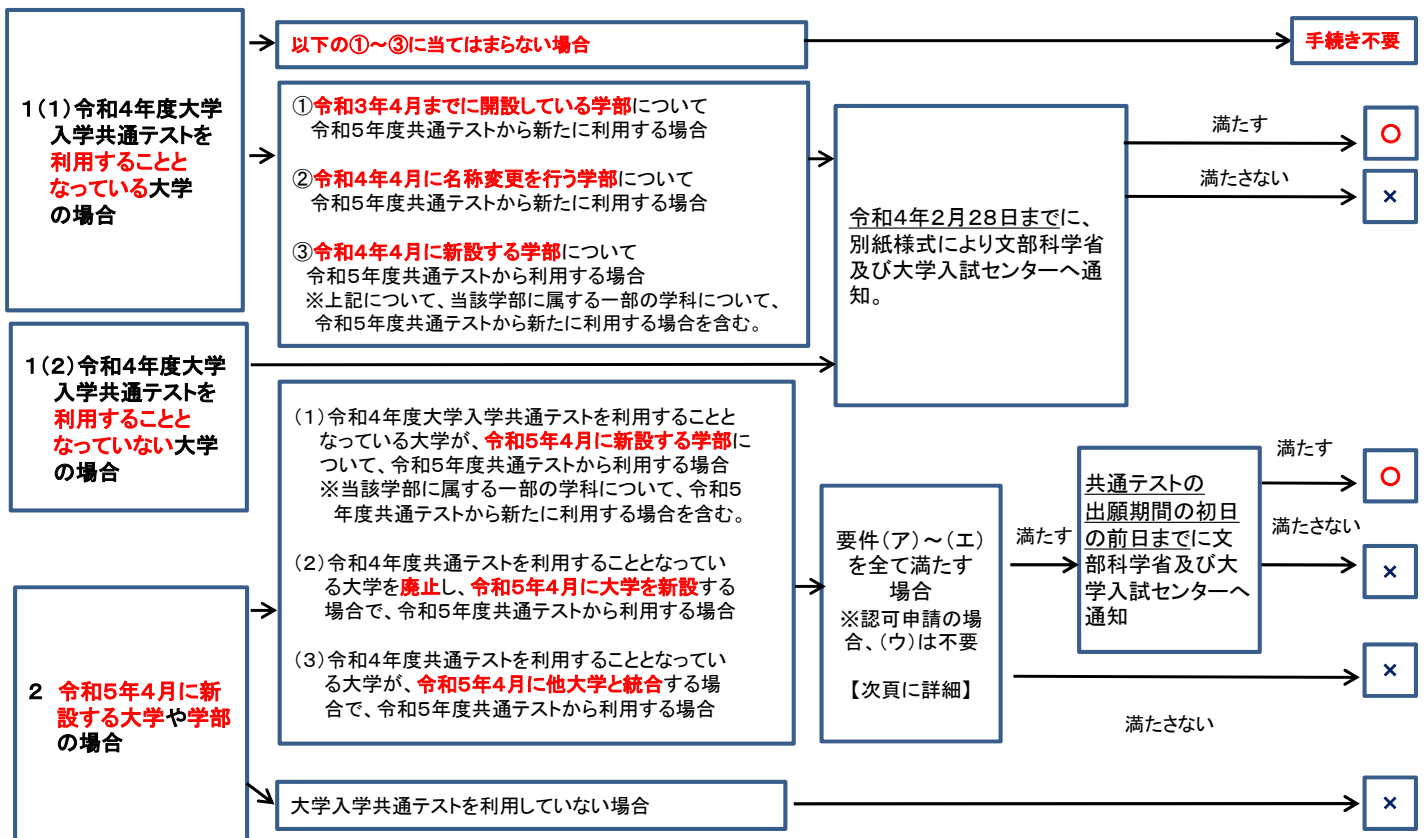 以下の①～③に当てはまらない場合
手続き不要
1(1)令和4年度大学
入学共通テストを
利用することと
なっている大学
の場合
①令和3年4月までに開設している学部について
令和5年度共通テストから新たに利用する場合
②令和4年4月に名称変更を行う学部について
令和5年度共通テストから新たに利用する場合
③令和4年4月に新設する学部について
令和5年度共通テストから利用する場合
※上記について、当該学部に属する一部の学科について、
令和5年度共通テストから新たに利用する場合を含む。
令和4年2月28日までに、
別紙様式により文部科学省
及び大学入試センターへ通
知。
満たす
○
満たさない
×
1(2)令和4年度大学
入学共通テストを
利用することと
なっていない大学
の場合
2 令和5年4月に新
設する大学や学部
の場合
(1)令和4年度大学入学共通テストを利用することと
なっている大学が、令和5年4月に新設する学部に
ついて、令和5年度共通テストから利用する場合
※当該学部に属する一部の学科について、令和5
年度共通テストから新たに利用する場合を含む。
(2)令和4年度共通テストを利用することとなってい
る大学を廃止し、令和5年4月に大学を新設する
場合で、令和5年度共通テストから利用する場合
(3)令和4年度共通テストを利用することとなってい
る大学が、令和5年4月に他大学と統合する場
合で、令和5年度共通テストから利用する場合
要件(ア)～(エ)
を全て満たす
場合
※認可申請の場
合、(ウ)は不要
【次頁に詳細】
満たす
共通テストの
出願期間の初日
の前日までに文
部科学省及び大
学入試センターへ
通知
満たす
○
満たさない
×
満たさない
×
大学入学共通テストを利用していない場合
×